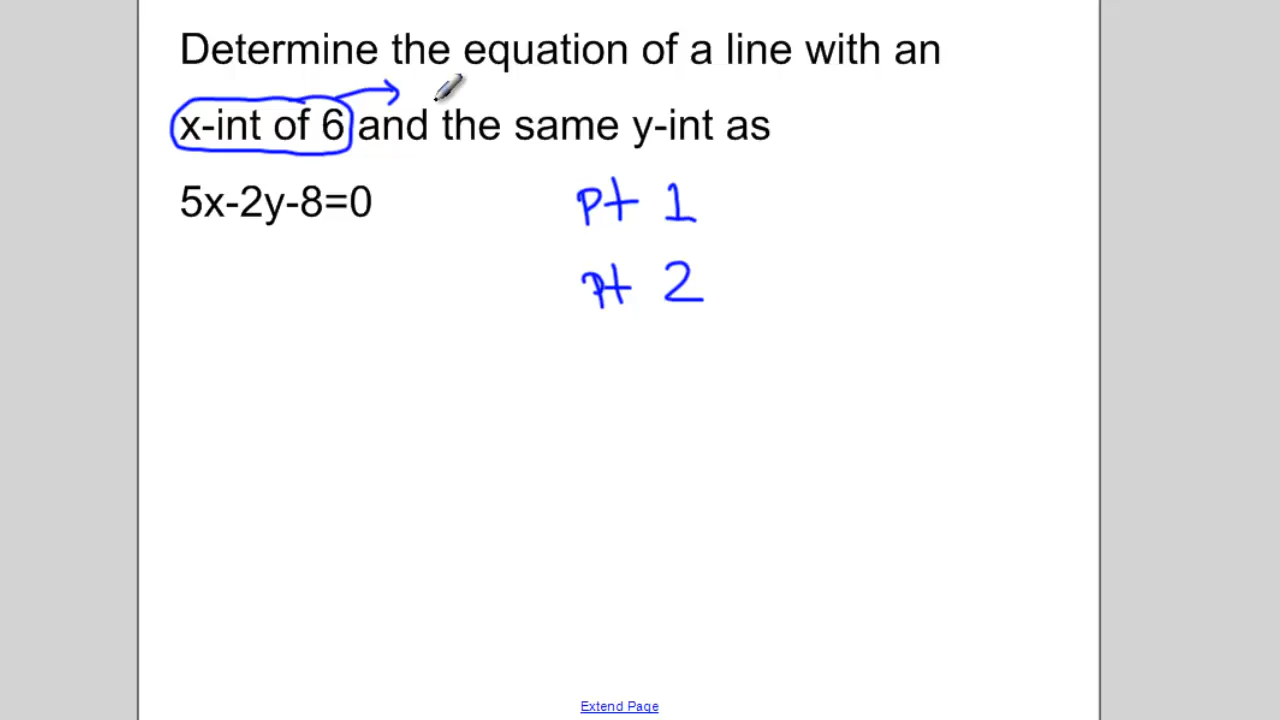 Determine the equation of a line with an
x-int of 6 and the same y-int as
5x-2y-8=0
pt 1
pt 2
Extend Page